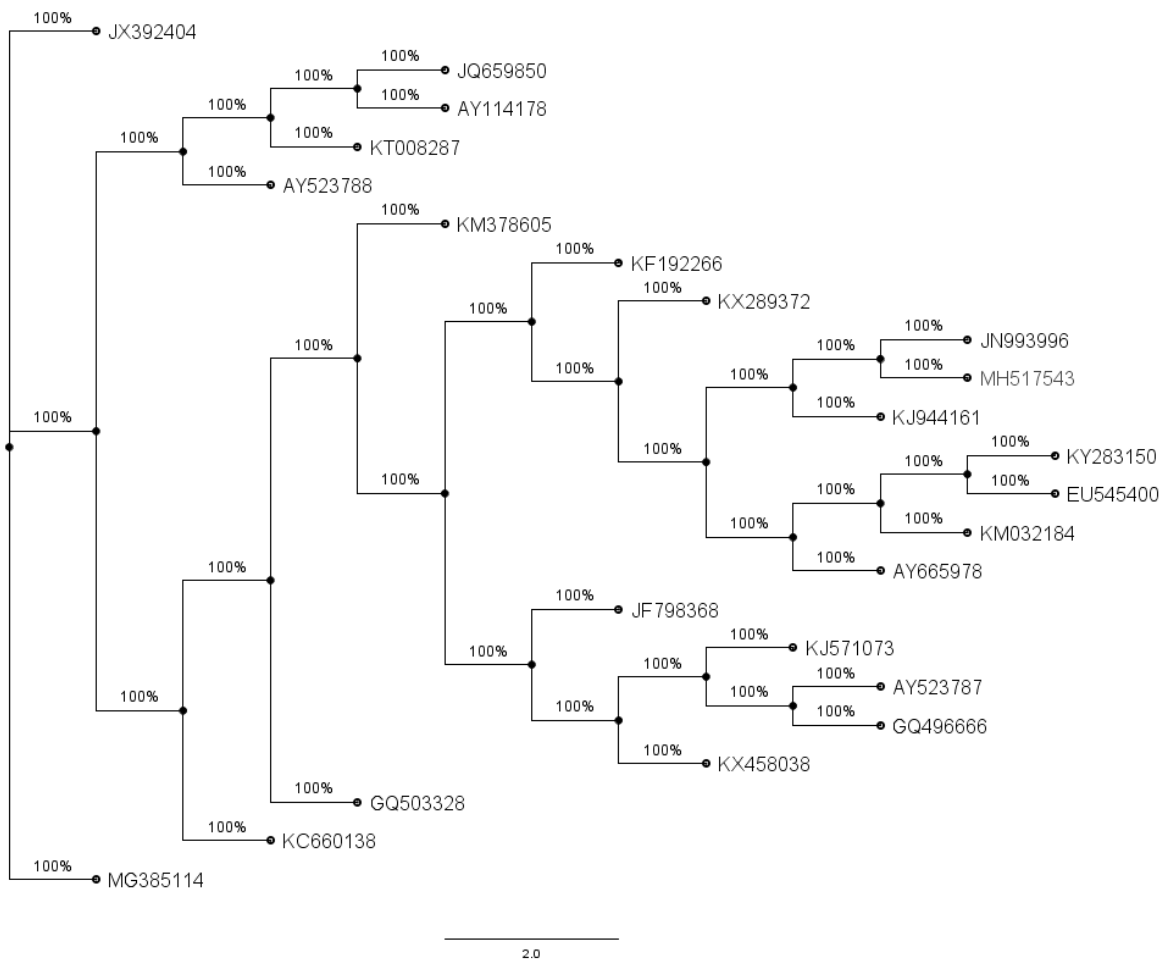 100%
JX392404
100%
JQ659850
100%
100%
AY114178
100%
100%
KT008287
100%
100%
AY523788
100%
KM378605
100%
KF192266
100%
KX289372
100%
100%
JN993996
100%
100%
MH517543
100%
100%
KJ944161
100%
100%
100%
KY283150
100%
100%
EU545400
100%
100%
100%
KM032184
100%
AY665978
100%
100%
JF798368
100%
KJ571073
100%
100%
100%
AY523787
100%
100%
GQ496666
100%
KX458038
100%
GQ503328
100%
KC660138
100%
MG385114
2.0